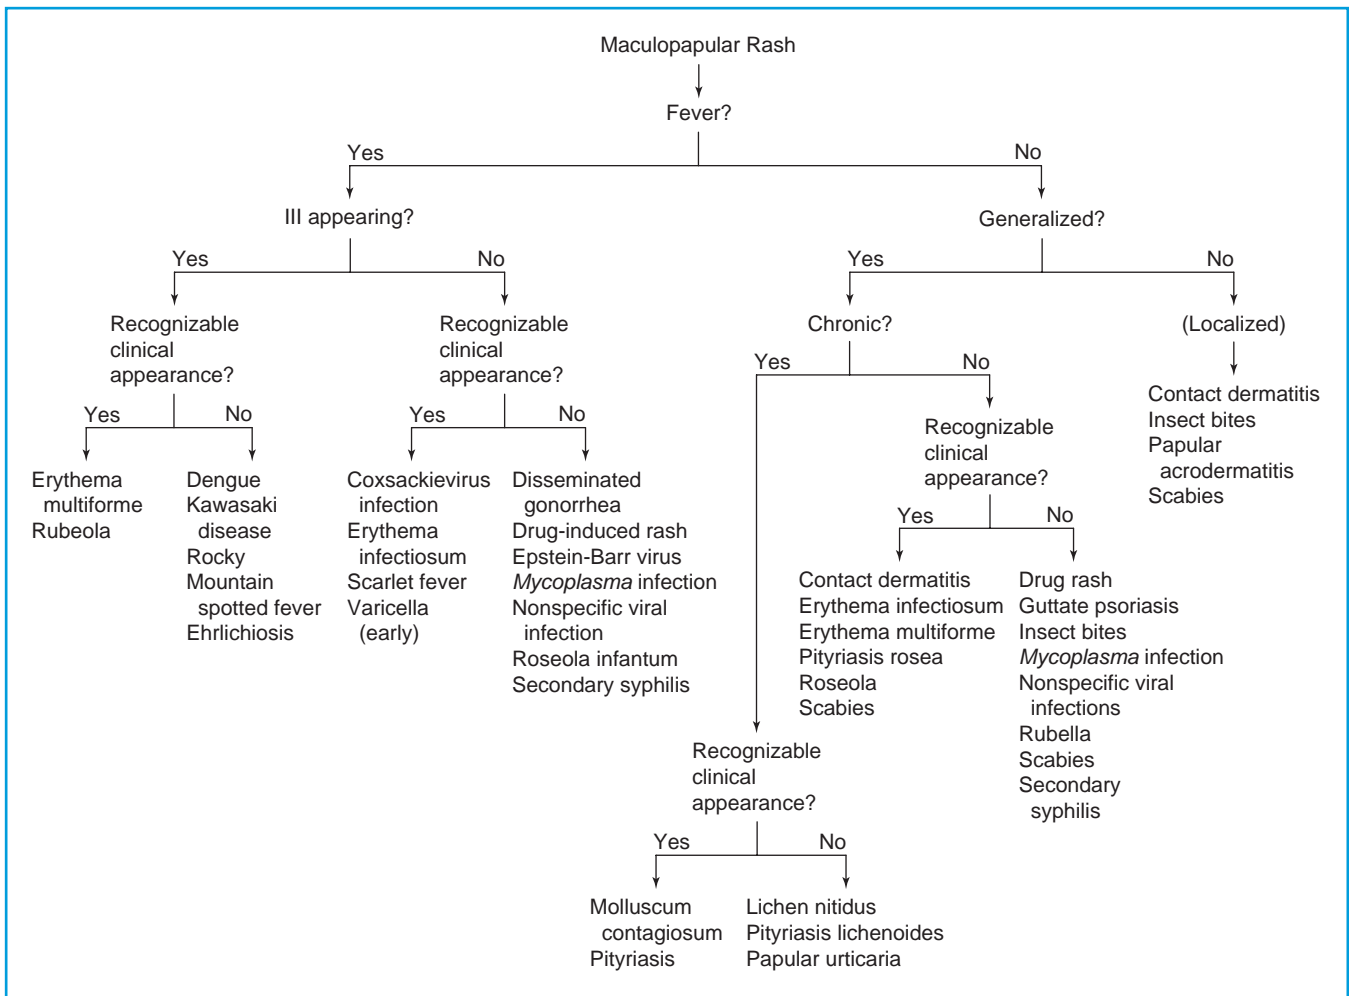 Maculopapular Rash
Fever?
Yes
No
Ill appearing?
Generalized?
Yes
No
Yes
No
Recognizable
clinical
appearance?
Recognizable
clinical
appearance?
Chronic?
(Localized)
Yes
No
Yes
No
Yes
No
Contact dermatitis
Insect bites
Papular
acrodermatitis
Scabies
Recognizable
clinical
appearance?
Erythema
multiforme
Rubeola
Dengue
Kawasaki
disease
Rocky
Mountain
spotted fever
Ehrlichiosis
Coxsackievirus
infection
Erythema
infectiosum
Scarlet fever
Varicella
(early)
Disseminated
gonorrhea
Drug-induced rash
Epstein-Barr virus
Mycoplasma infection
Nonspecific viral
infection
Roseola infantum
Secondary syphilis
Yes
No
Contact dermatitis
Erythema infectiosum
Erythema multiforme
Pityriasis rosea
Roseola
Scabies
Drug rash
Guttate psoriasis
Insect bites
Mycoplasma infection
Nonspecific viral
infections
Rubella
Scabies
Secondary
syphilis
Recognizable
clinical
appearance?
Yes
No
Molluscum
contagiosum
Pityriasis
Lichen nitidus
Pityriasis lichenoides
Papular urticaria